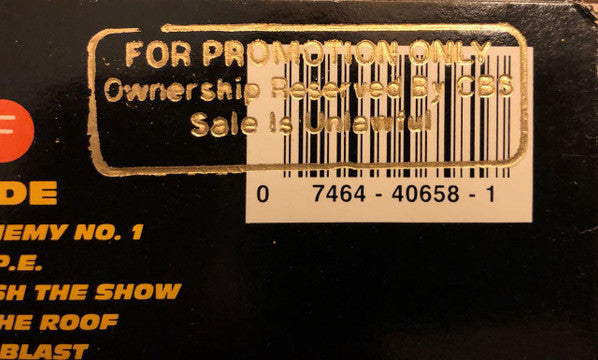 FOR PROMOTION ONLY
Ownership Reserved By CBS
Sale Is Unlawful
0 7464 - 40658 - 1
F
DE
EMY NO. 1
P.E.
SH THE SHOW
HE ROOF
BLAST